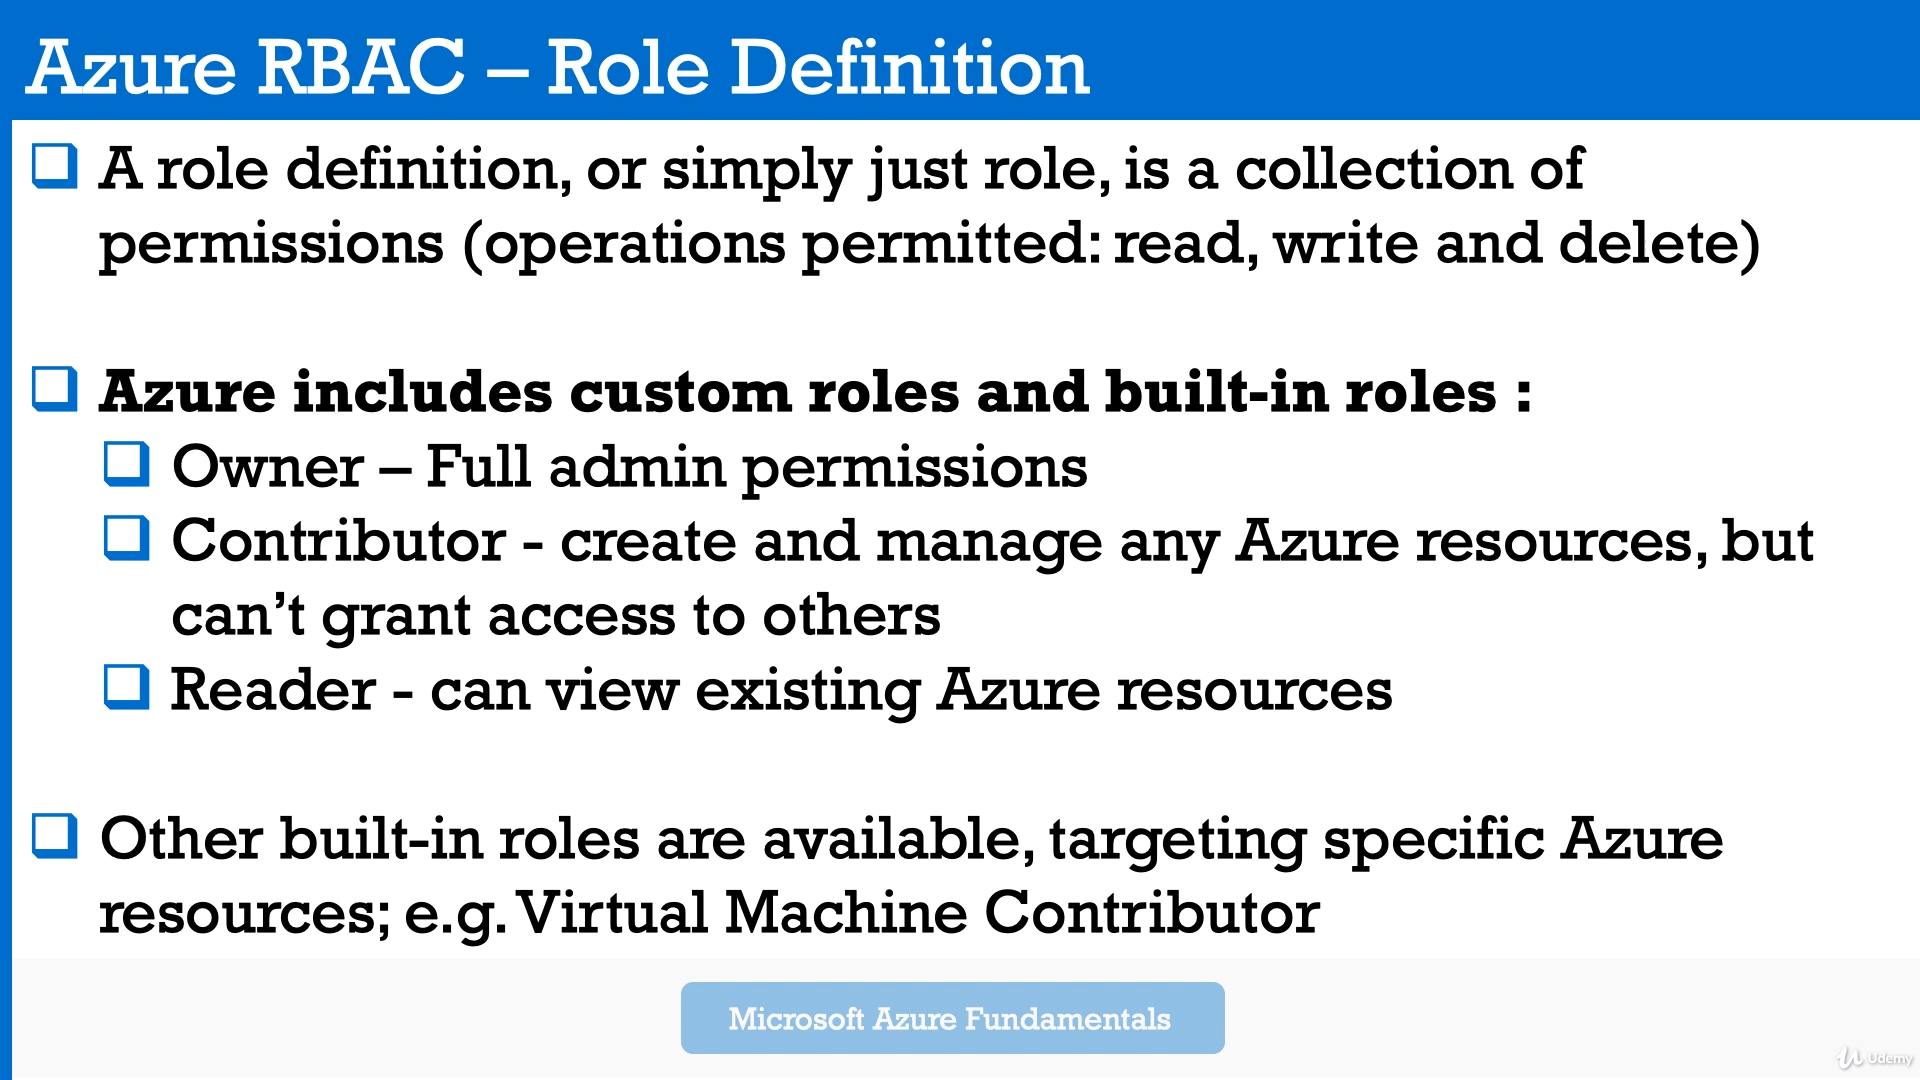 Azure RBAC – Role Definition
A role definition, or simply just role, is a collection of
permissions (operations permitted: read, write and delete)
Azure includes custom roles and built-in roles :
Owner – Full admin permissions
Contributor - create and manage any Azure resources, but
can’t grant access to others
Reader - can view existing Azure resources
Other built-in roles are available, targeting specific Azure
resources; e.g. Virtual Machine Contributor
Microsoft Azure Fundamentals
Udemy